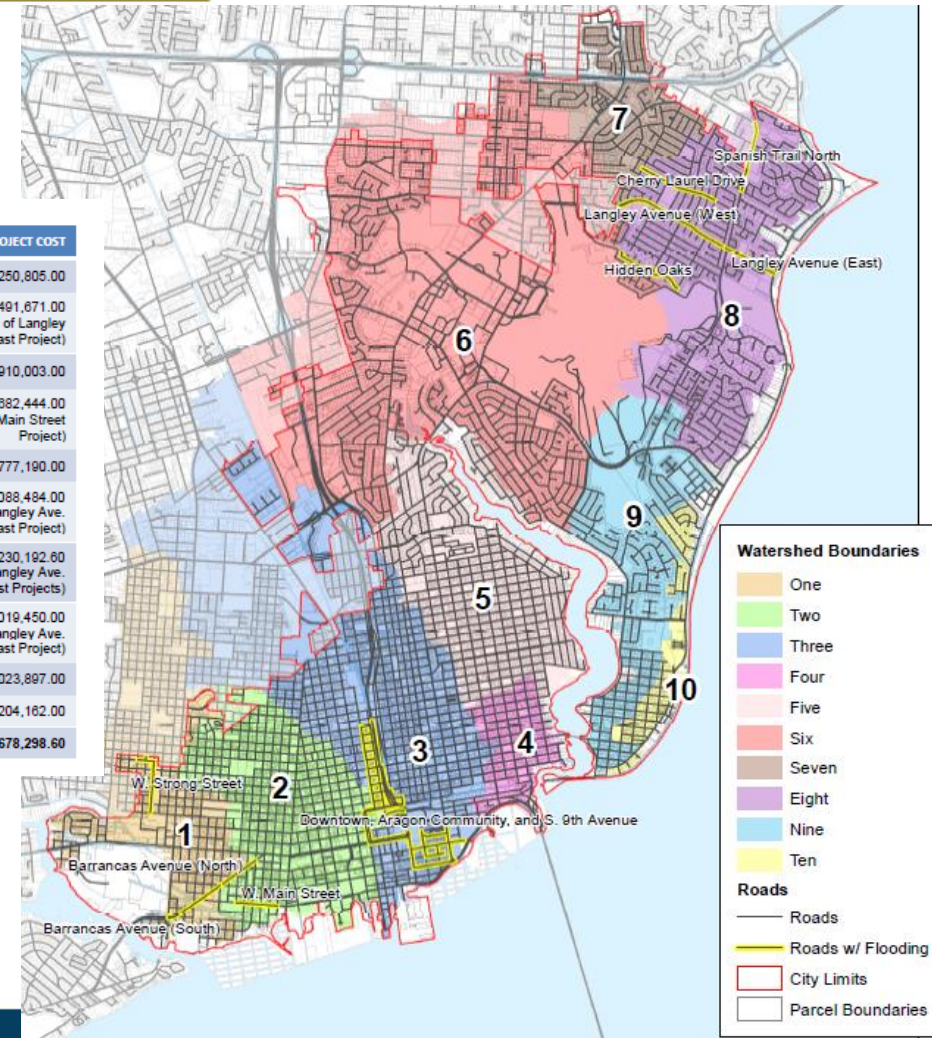 OJECT COST
250,805.00
491,671.00
of Langley
ast Project)
910,003.00
682,444.00
Main Street
Project)
777,190.00
088,484.00
angley Ave.
ast Project)
230,192.60
angley Ave.
st Projects)
019,450.00
angley Ave.
ast Project)
023,897.00
204,162.00
678,298.60
7
Spanish Trail North
Cherry Laurel Drive
Langley Avenue (West)
Langley Avenue (East)
Hidden Oaks
8
6
9
5
10
4
3
2
W. Strong Street
Downtown, Aragon Community, and S. 9th Avenue
1
Barrancas Avenue (North)
W. Main Street
Barrancas Avenue (South)
Watershed Boundaries
One
Two
Three
Four
Five
Six
Seven
Eight
Nine
Ten
Roads
Roads
Roads w/ Flooding
City Limits
Parcel Boundaries